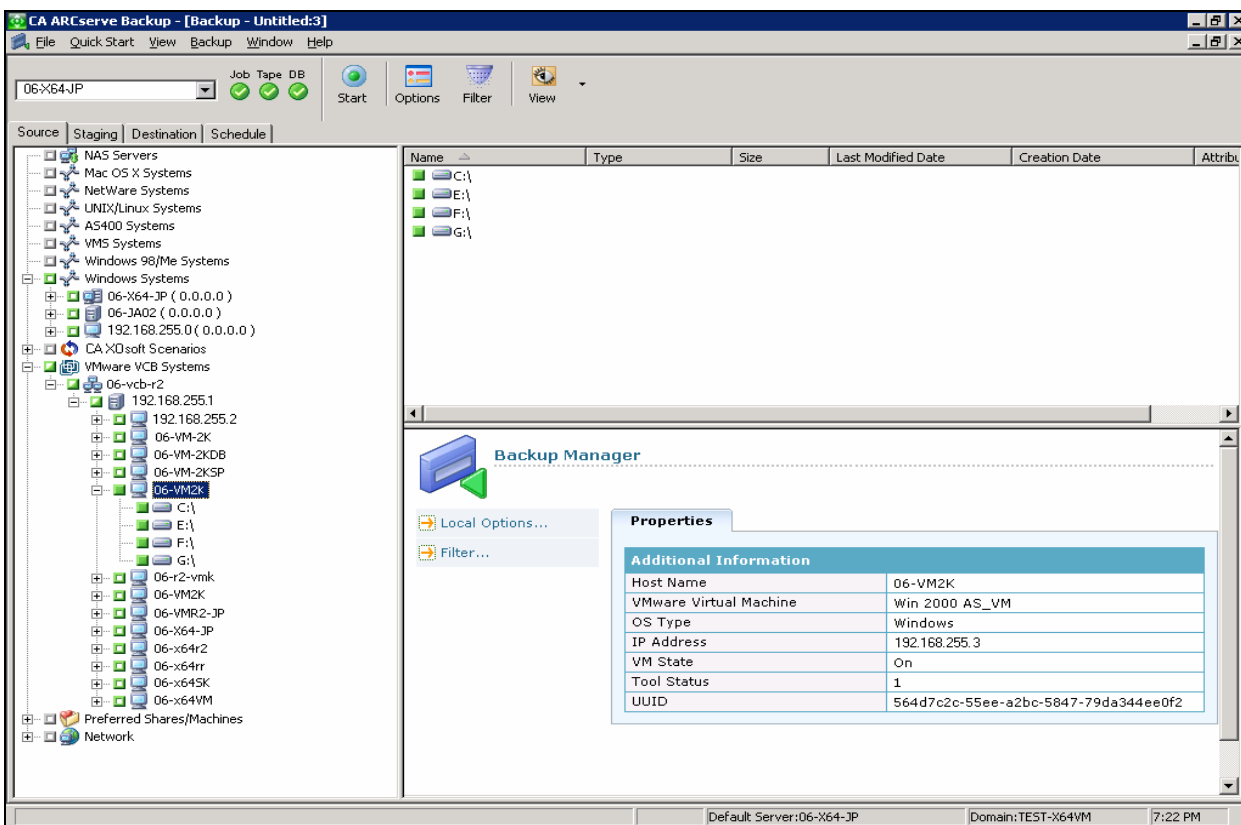 CA ARCserve Backup - [Backup - Untitled:3]
File Quick Start View Backup Window Help
06-X64-JP
Job Tape DB
Start
Options
Filter
View
Source Staging Destination Schedule
NAS Servers
Mac OS X Systems
NetWare Systems
UNIX/Linux Systems
AS400 Systems
VMS Systems
Windows 98/Me Systems
Windows Systems
06-X64-JP ( 0.0.0.0 )
06-JA02 ( 0.0.0.0 )
192.168.255.0( 0.0.0.0 )
CA XOsoft Scenarios
VMware VCB Systems
06-vcb-r2
192.168.255.1
192.168.255.2
06-VM-2K
06-VM-2KDB
06-VM-2KSP
06-VM2K
C:\
E:\
F:\
G:\
06-r2-vmk
06-VM2K
06-VMR2-JP
06-X64-JP
06-x64r2
06-x64rr
06-x64SK
06-x64VM
Preferred Shares/Machines
Network
Name Type Size Last Modified Date Creation Date Attribu
C:\
E:\
F:\
G:\
Backup Manager
Local Options...
Filter...
Properties
Additional Information
Host Name 06-VM2K
VMware Virtual Machine Win 2000 AS_VM
OS Type Windows
IP Address 192.168.255.3
VM State On
Tool Status 1
UUID 564d7c2c-55ee-a2bc-5847-79da344ee0f2
Default Server:06-X64-JP Domain:TEST-X64VM 7:22 PM